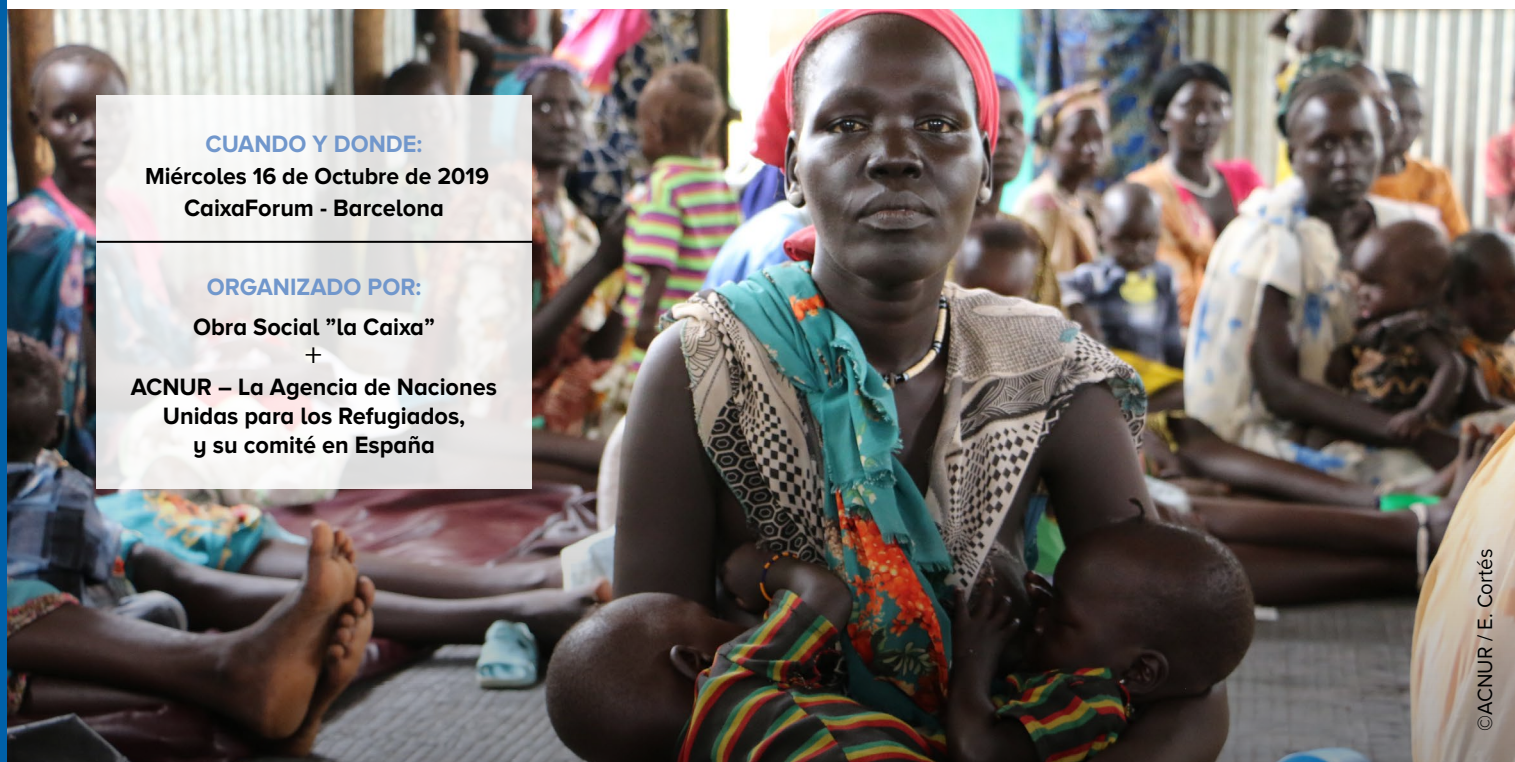 CUANDO Y DONDE:
Miércoles 16 de Octubre de 2019
CaixaForum - Barcelona
ORGANIZADO POR:
Obra Social ”la Caixa”
+
ACNUR – La Agencia de Naciones
Unidas para los Refugiados,
y su comité en España
©ACNUR / E. Cortés